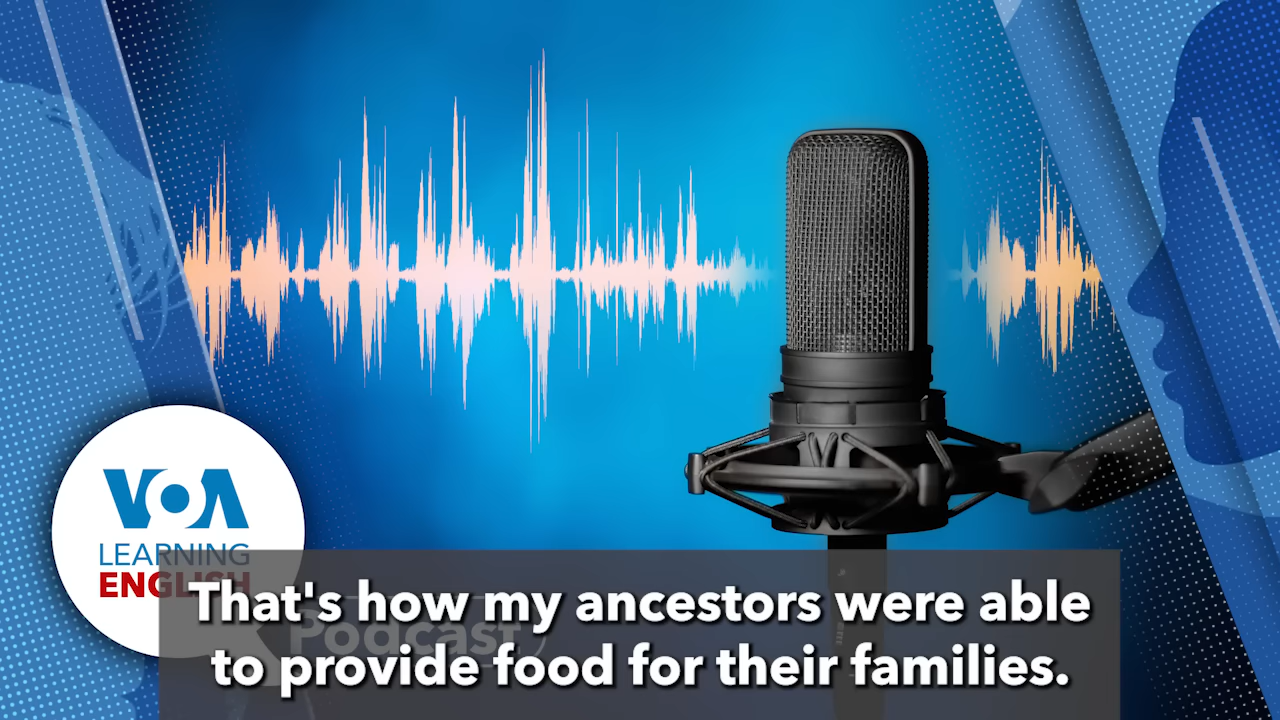 VOA
LEARNING
ENGLISH
Podcast
That's how my ancestors were able
to provide food for their families.